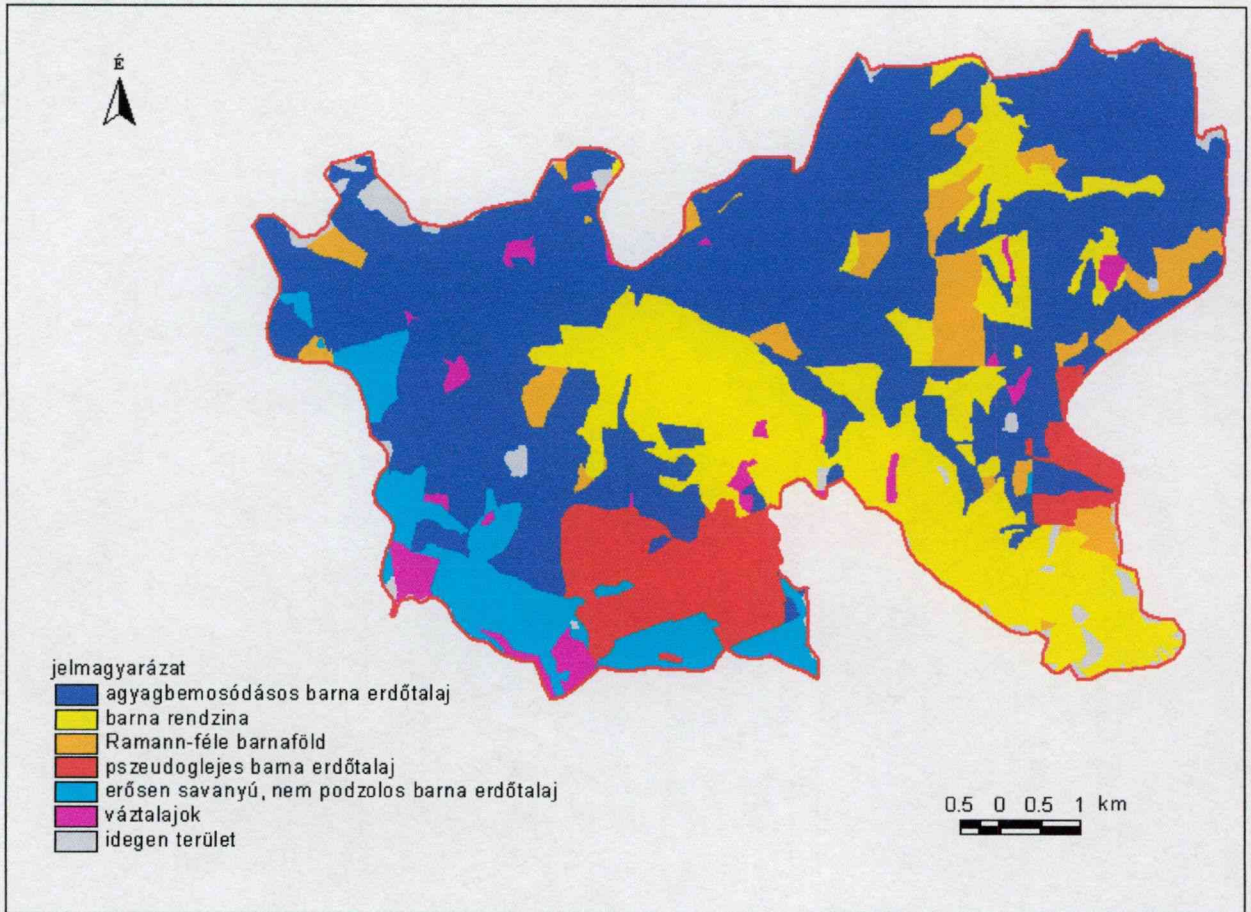 É
jelmagyarázat
agyagbemosódásos barna erdőtalaj
barna rendzina
Ramann-féle barnaföld
pszeudoglejes barna erdőtalaj
erősen savanyú, nem podzolos barna erdőtalaj
váztalajok
idegen terület
0.5 0 0.5 1 km